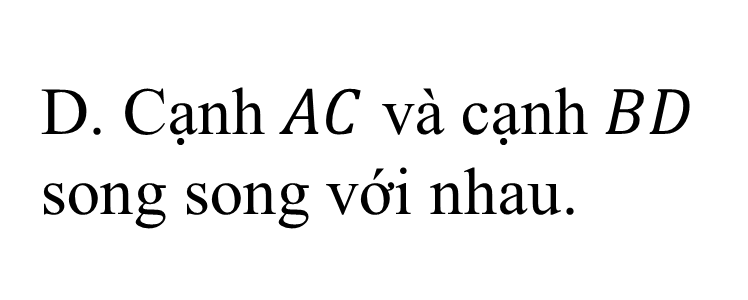 D. Cạnh AC và cạnh BD
song song với nhau.